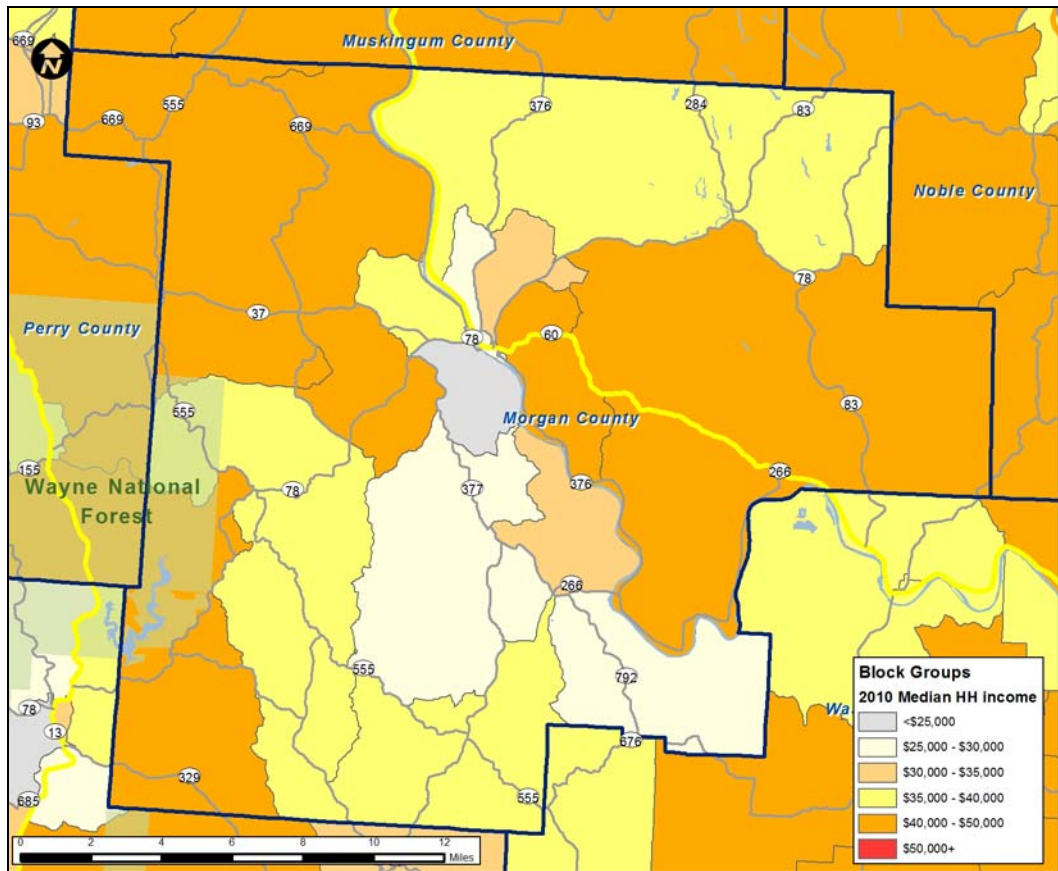 669
N
Muskingum County
376
284
83
555
669
669
93
Noble County
78
37
Perry County
78
60
83
Morgan County
555
155
Wayne National
Forest
78
377
376
266
266
555
792
78
13
676
329
555
685
Wa
Block Groups
2010 Median HH income
<$25,000
$25,000 - $30,000
$30,000 - $35,000
$35,000 - $40,000
$40,000 - $50,000
$50,000+
0 2 4 6 8 10 12
Miles